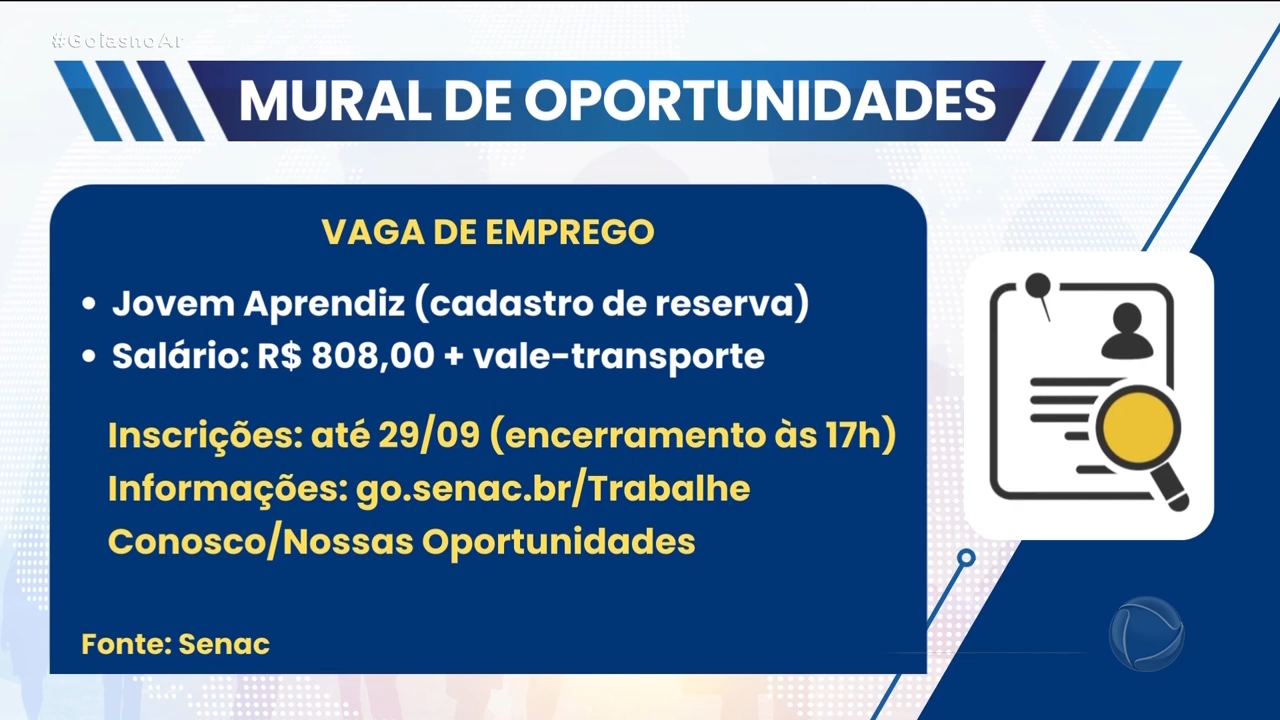 #GoiasnoAr
MURAL DE OPORTUNIDADES
VAGA DE EMPREGO
• Jovem Aprendiz (cadastro de reserva)
• Salário: R$ 808,00 + vale-transporte
Inscrições: até 29/09 (encerramento às 17h)
Informações: go.senac.br/Trabalhe
Conosco/Nossas Oportunidades
Fonte: Senac